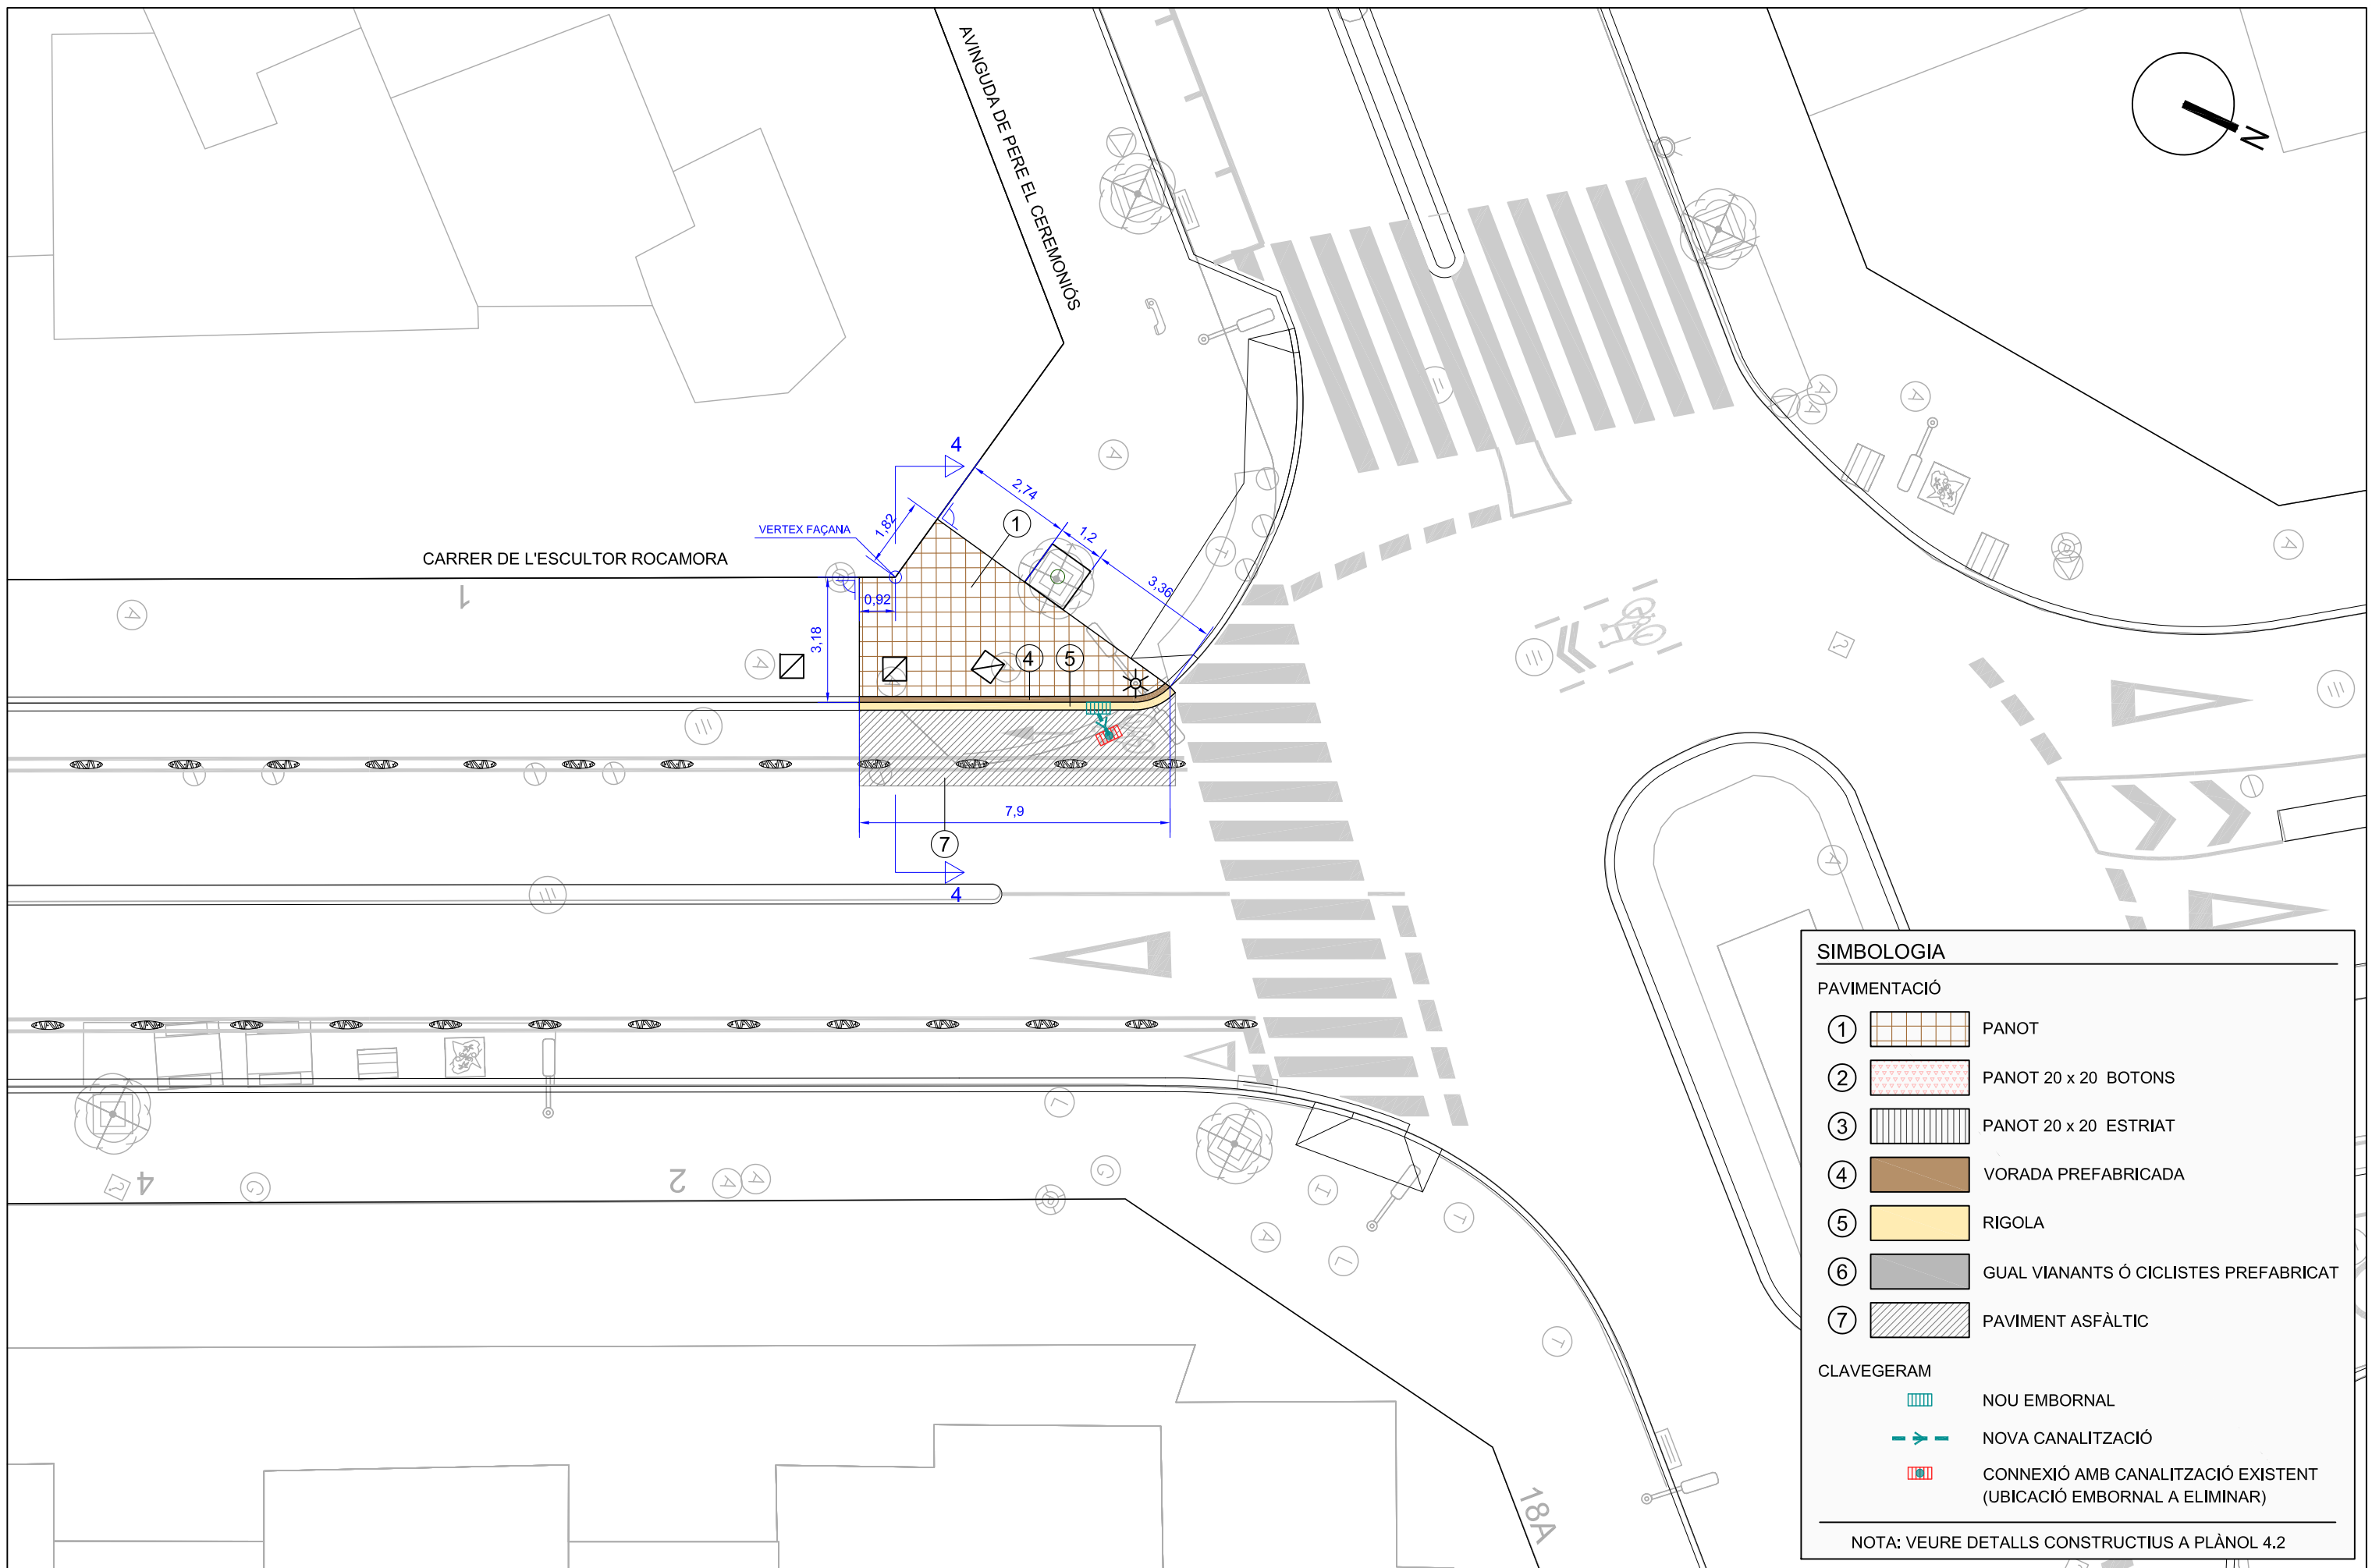 AVINGUDA DE PERE EL CEREMONIÓS
N
4
2,74
1,82
1
1,2
VERTEX FAÇANA
CARRER DE L'ESCULTOR ROCAMORA
3,36
1
0,92
3,18
4
5
7,9
7
4
4
2
18A
A
A
A
A
A
A
A
A
A
A
A
A
T
T
T
I
L
L
G
G
SIMBOLOGIA
PAVIMENTACIÓ
1 PANOT
2 PANOT 20 x 20 BOTONS
3 PANOT 20 x 20 ESTRIAT
4 VORADA PREFABRICADA
5 RIGOLA
6 GUAL VIANANTS Ó CICLISTES PREFABRICAT
7 PAVIMENT ASFÀLTIC
CLAVEGERAM
NOU EMBORNAL
NOVA CANALITZACIÓ
CONNEXIÓ AMB CANALITZACIÓ EXISTENT
(UBICACIÓ EMBORNAL A ELIMINAR)
NOTA: VEURE DETALLS CONSTRUCTIUS A PLÀNOL 4.2